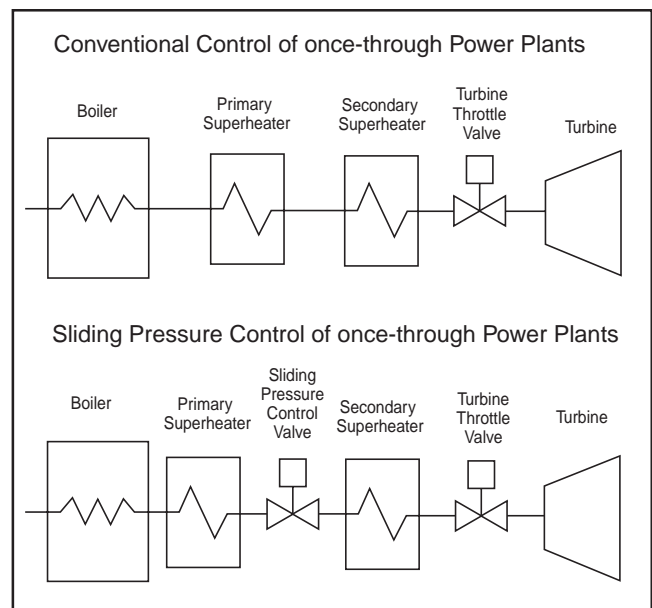 Conventional Control of once-through Power Plants
Boiler
Primary
Superheater
Secondary
Superheater
Turbine
Throttle
Valve
Turbine
Sliding Pressure Control of once-through Power Plants
Boiler
Primary
Superheater
Sliding
Pressure
Control
Valve
Secondary
Superheater
Turbine
Throttle
Valve
Turbine